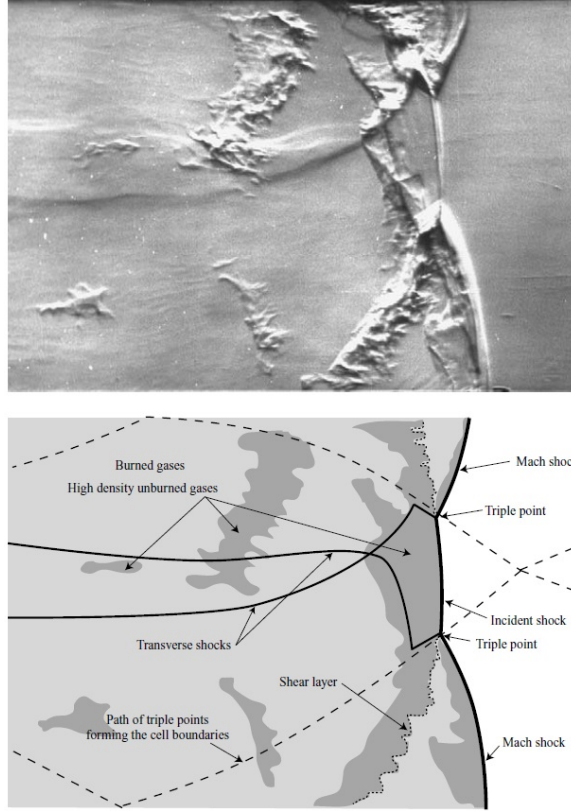 Burned gases
High density unburned gases
Mach shoc
Triple point
Incident shock
Triple point
Transverse shocks
Shear layer
Path of triple points
forming the cell boundaries
Mach shock